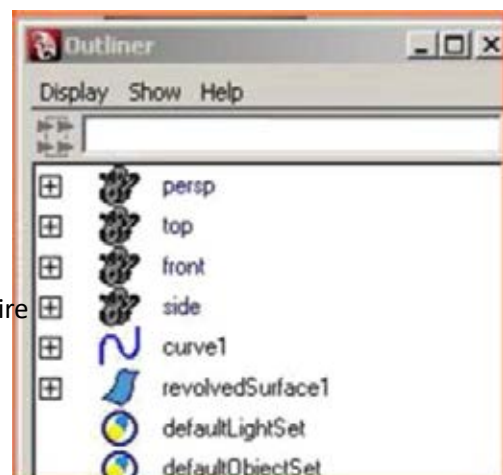 Outliner
Display Show Help
persp
top
front
ire
side
curve1
revolvedSurface1
defaultLightSet
defaultObjectSet